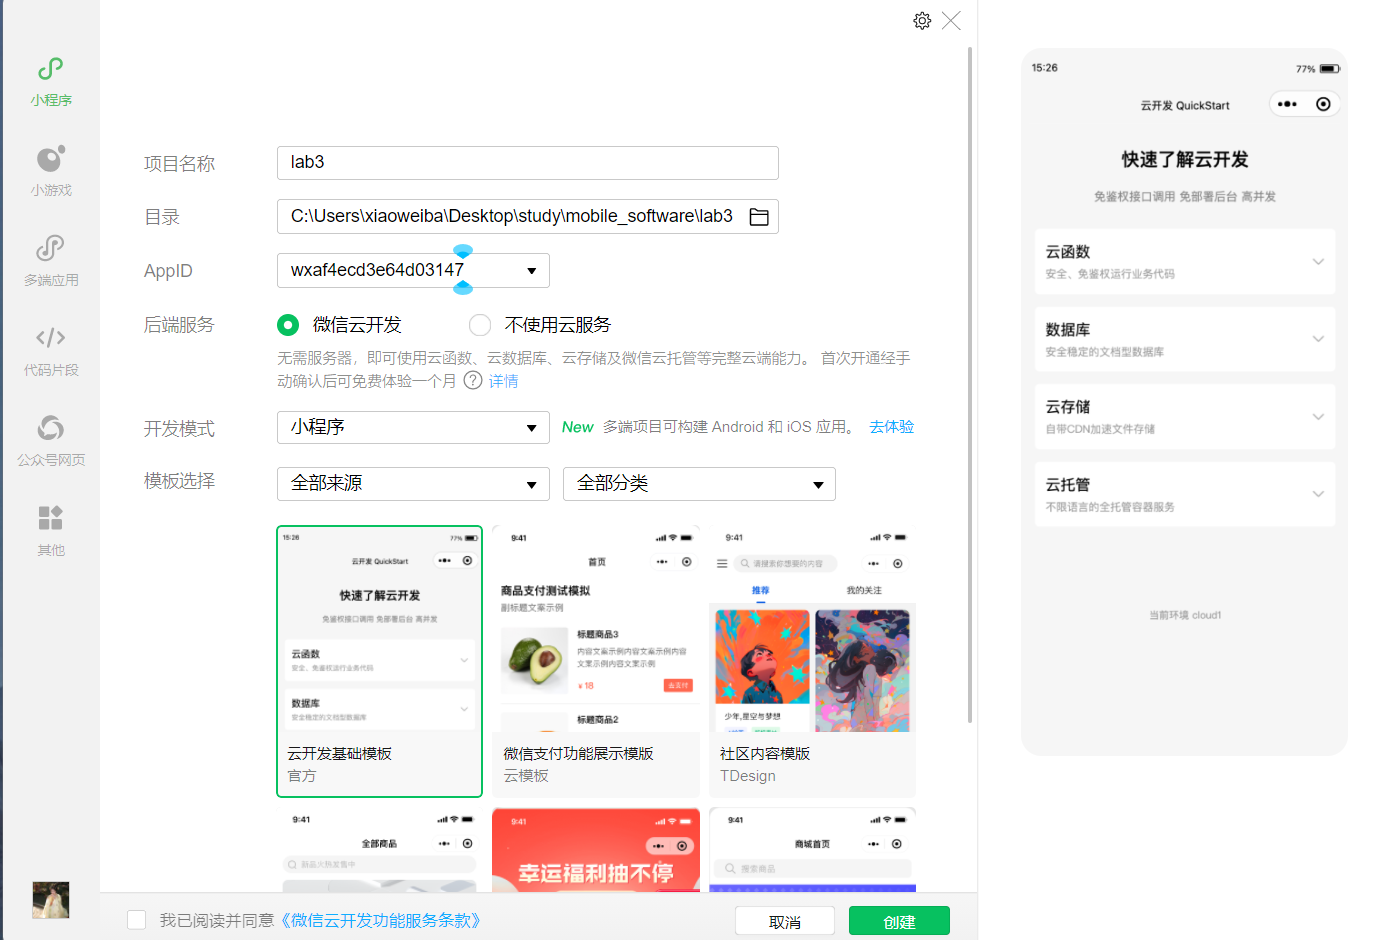 小程序
小游戏
多端应用
代码片段
公众号网页
其他
项目名称
lab3
目录
C:\Users\xiaoweiba\Desktop\study\mobile_software\lab3
AppID
wxaf4ecd3e64d03147
后端服务
微信云开发
不使用云服务
无需服务器，即可使用云函数、云数据库、云存储及微信云托管等完整云端能力。 首次开通经手
动确认后可免费体验一个月 ? 详情
开发模式
小程序
New 多端项目可构建 Android 和 iOS 应用。 去体验
模板选择
全部来源
全部分类
15:26
77%
云开发 QuickStart
快速了解云开发
免鉴权接口调用 免部署后台 高并发
云函数
安全、免鉴权运行业务代码
数据库
安全稳定的文档型数据库
云开发基础模板
官方
9:41
首页
商品支付测试模拟
副标题文案示例
标题商品3
内容文案示例内容文案示例内容
文案示例内容文案示例
¥ 18
去支付
标题商品2
微信支付功能展示模版
云模板
9:41
请搜索你想要的内容
推荐
我的关注
少年,星空与梦想
社区内容模版
TDesign
9:41
全部商品
新品火热发售中
9:41
幸运福利抽不停
9:41
商城首页
搜索商品
我已阅读并同意《微信云开发功能服务条款》
取消
创建
15:26
77%
云开发 QuickStart
快速了解云开发
免鉴权接口调用 免部署后台 高并发
云函数
安全、免鉴权运行业务代码
数据库
安全稳定的文档型数据库
云存储
自带CDN加速文件存储
云托管
不限语言的全托管容器服务
当前环境 cloud1